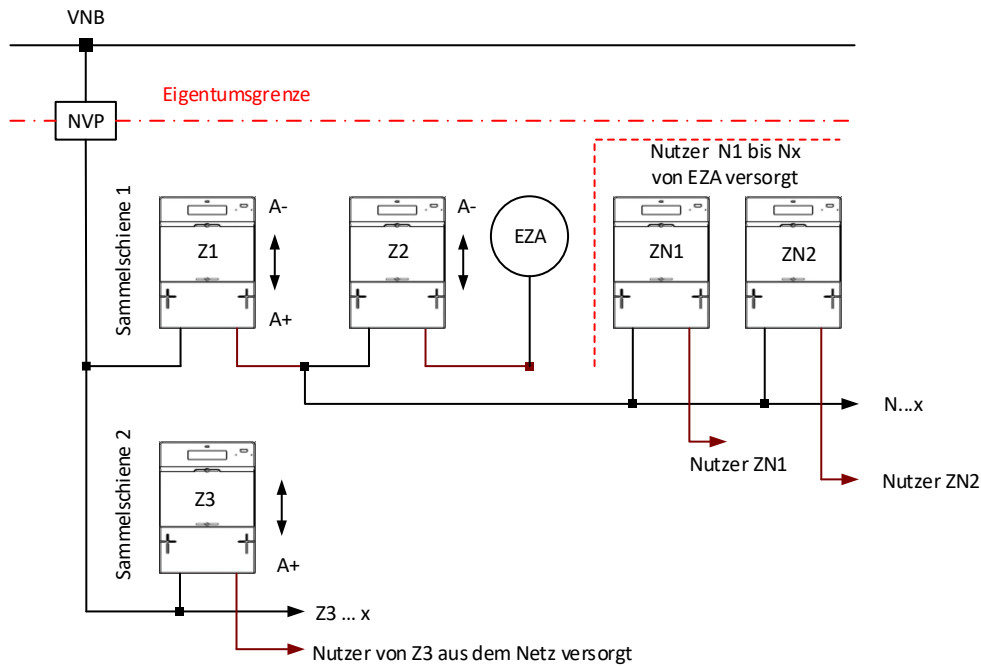 VNB
Eigentumsgrenze
NVP
Nutzer N1 bis Nx
von EZA versorgt
Sammelschiene 1
A-
Z1
A+
A-
Z2
EZA
ZN1
ZN2
N...x
Nutzer ZN1
Nutzer ZN2
Sammelschiene 2
Z3
A+
Z3 ... x
Nutzer von Z3 aus dem Netz versorgt